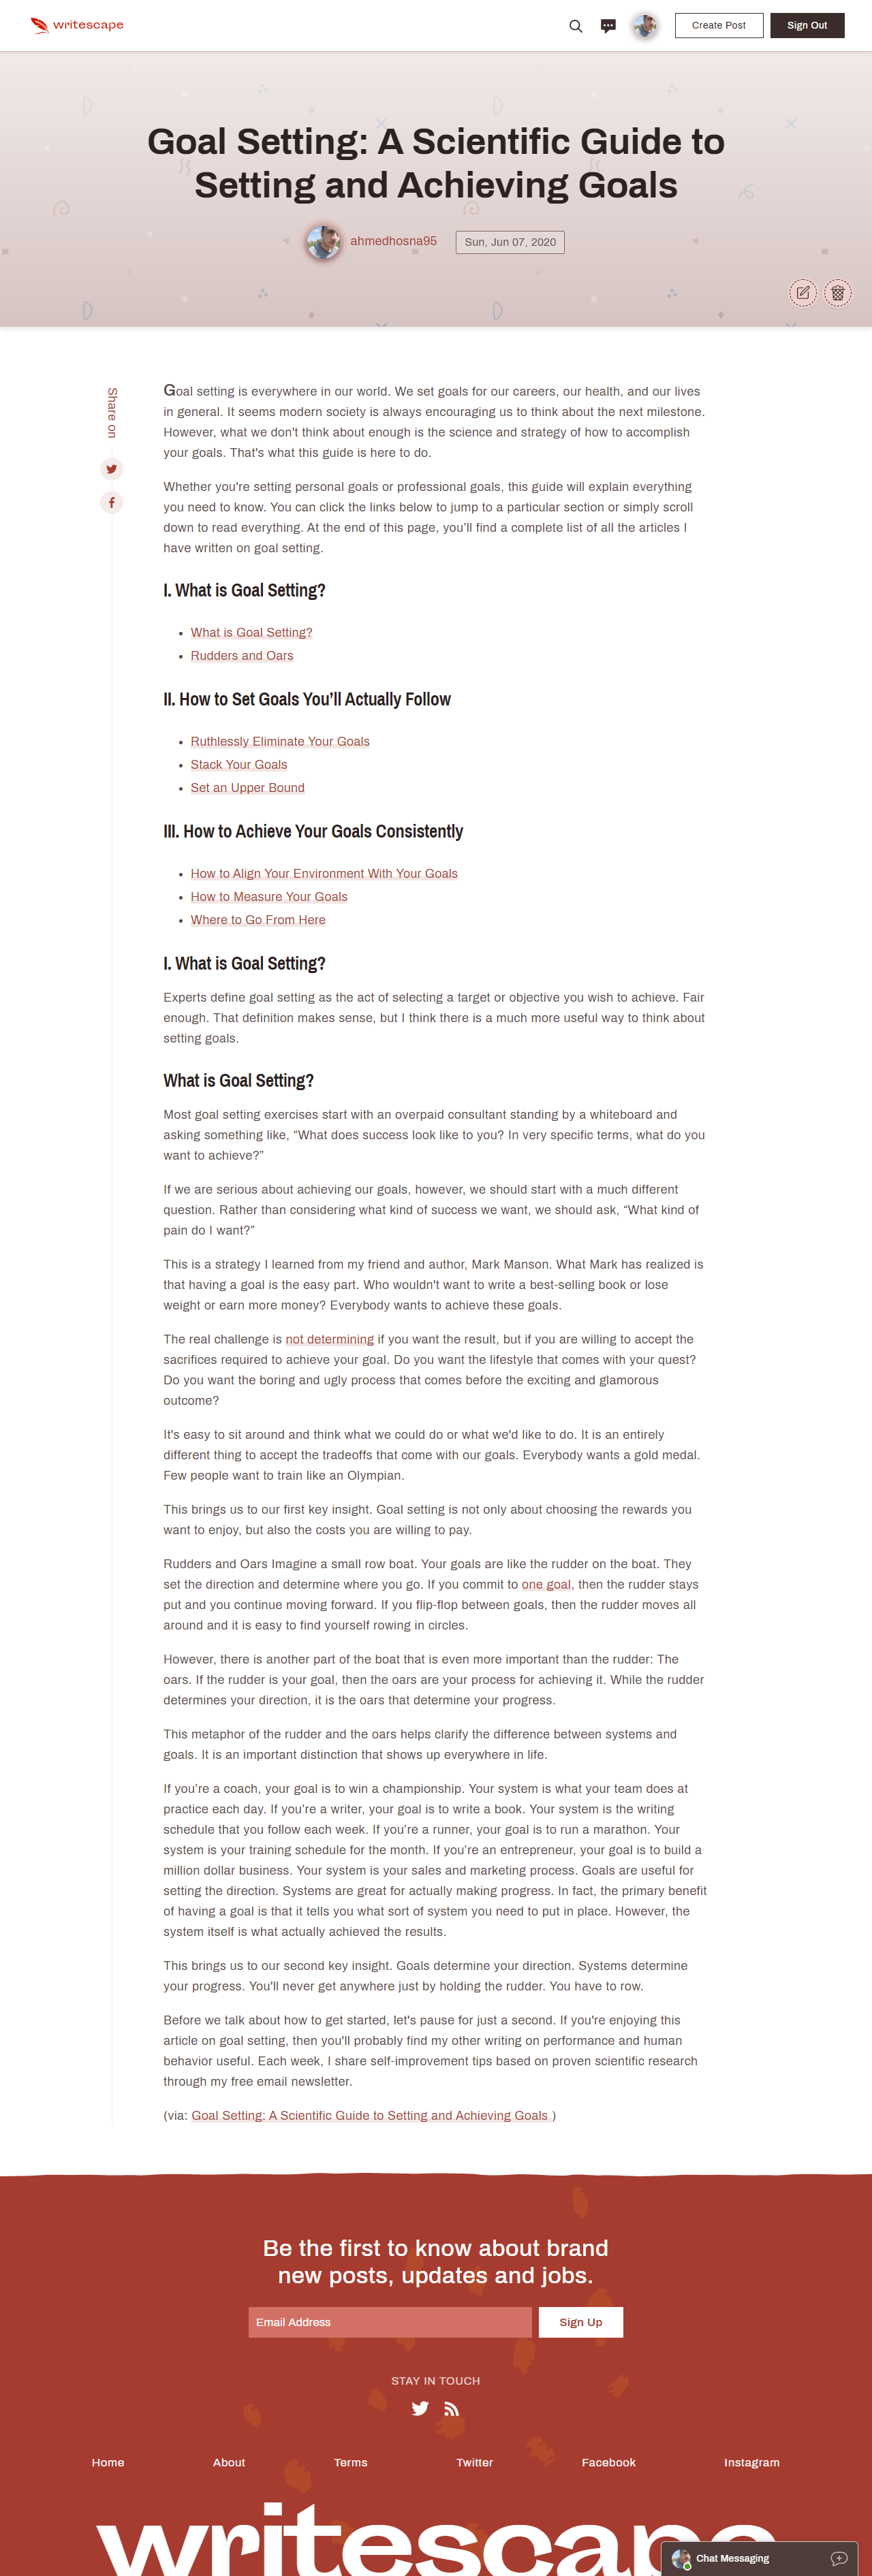 writescape
Create Post
Sign Out
Goal Setting: A Scientific Guide to
Setting and Achieving Goals
ahmedhosna95
Sun, Jun 07, 2020
Share on
Goal setting is everywhere in our world. We set goals for our careers, our health, and our lives
in general. It seems modern society is always encouraging us to think about the next milestone.
However, what we don't think about enough is the science and strategy of how to accomplish
your goals. That's what this guide is here to do.
Whether you're setting personal goals or professional goals, this guide will explain everything
you need to know. You can click the links below to jump to a particular section or simply scroll
down to read everything. At the end of this page, you’ll find a complete list of all the articles I
have written on goal setting.
I. What is Goal Setting?
• What is Goal Setting?
• Rudders and Oars
II. How to Set Goals You’ll Actually Follow
• Ruthlessly Eliminate Your Goals
• Stack Your Goals
• Set an Upper Bound
III. How to Achieve Your Goals Consistently
• How to Align Your Environment With Your Goals
• How to Measure Your Goals
• Where to Go From Here
I. What is Goal Setting?
Experts define goal setting as the act of selecting a target or objective you wish to achieve. Fair
enough. That definition makes sense, but I think there is a much more useful way to think about
setting goals.
What is Goal Setting?
Most goal setting exercises start with an overpaid consultant standing by a whiteboard and
asking something like, “What does success look like to you? In very specific terms, what do you
want to achieve?”
If we are serious about achieving our goals, however, we should start with a much different
question. Rather than considering what kind of success we want, we should ask, “What kind of
pain do I want?”
This is a strategy I learned from my friend and author, Mark Manson. What Mark has realized is
that having a goal is the easy part. Who wouldn't want to write a best-selling book or lose
weight or earn more money? Everybody wants to achieve these goals.
The real challenge is not determining if you want the result, but if you are willing to accept the
sacrifices required to achieve your goal. Do you want the lifestyle that comes with your quest?
Do you want the boring and ugly process that comes before the exciting and glamorous
outcome?
It's easy to sit around and think what we could do or what we'd like to do. It is an entirely
different thing to accept the tradeoffs that come with our goals. Everybody wants a gold medal.
Few people want to train like an Olympian.
This brings us to our first key insight. Goal setting is not only about choosing the rewards you
want to enjoy, but also the costs you are willing to pay.
Rudders and Oars Imagine a small row boat. Your goals are like the rudder on the boat. They
set the direction and determine where you go. If you commit to one goal, then the rudder stays
put and you continue moving forward. If you flip-flop between goals, then the rudder moves all
around and it is easy to find yourself rowing in circles.
However, there is another part of the boat that is even more important than the rudder: The
oars. If the rudder is your goal, then the oars are your process for achieving it. While the rudder
determines your direction, it is the oars that determine your progress.
This metaphor of the rudder and the oars helps clarify the difference between systems and
goals. It is an important distinction that shows up everywhere in life.
If you’re a coach, your goal is to win a championship. Your system is what your team does at
practice each day. If you’re a writer, your goal is to write a book. Your system is the writing
schedule that you follow each week. If you’re a runner, your goal is to run a marathon. Your
system is your training schedule for the month. If you’re an entrepreneur, your goal is to build a
million dollar business. Your system is your sales and marketing process. Goals are useful for
setting the direction. Systems are great for actually making progress. In fact, the primary benefit
of having a goal is that it tells you what sort of system you need to put in place. However, the
system itself is what actually achieved the results.
This brings us to our second key insight. Goals determine your direction. Systems determine
your progress. You'll never get anywhere just by holding the rudder. You have to row.
Before we talk about how to get started, let's pause for just a second. If you're enjoying this
article on goal setting, then you'll probably find my other writing on performance and human
behavior useful. Each week, I share self-improvement tips based on proven scientific research
through my free email newsletter.
(via: Goal Setting: A Scientific Guide to Setting and Achieving Goals )
Be the first to know about brand
new posts, updates and jobs.
Email Address
Sign Up
STAY IN TOUCH
Home
About
Terms
Twitter
Facebook
Instagram
writescape
Chat Messaging